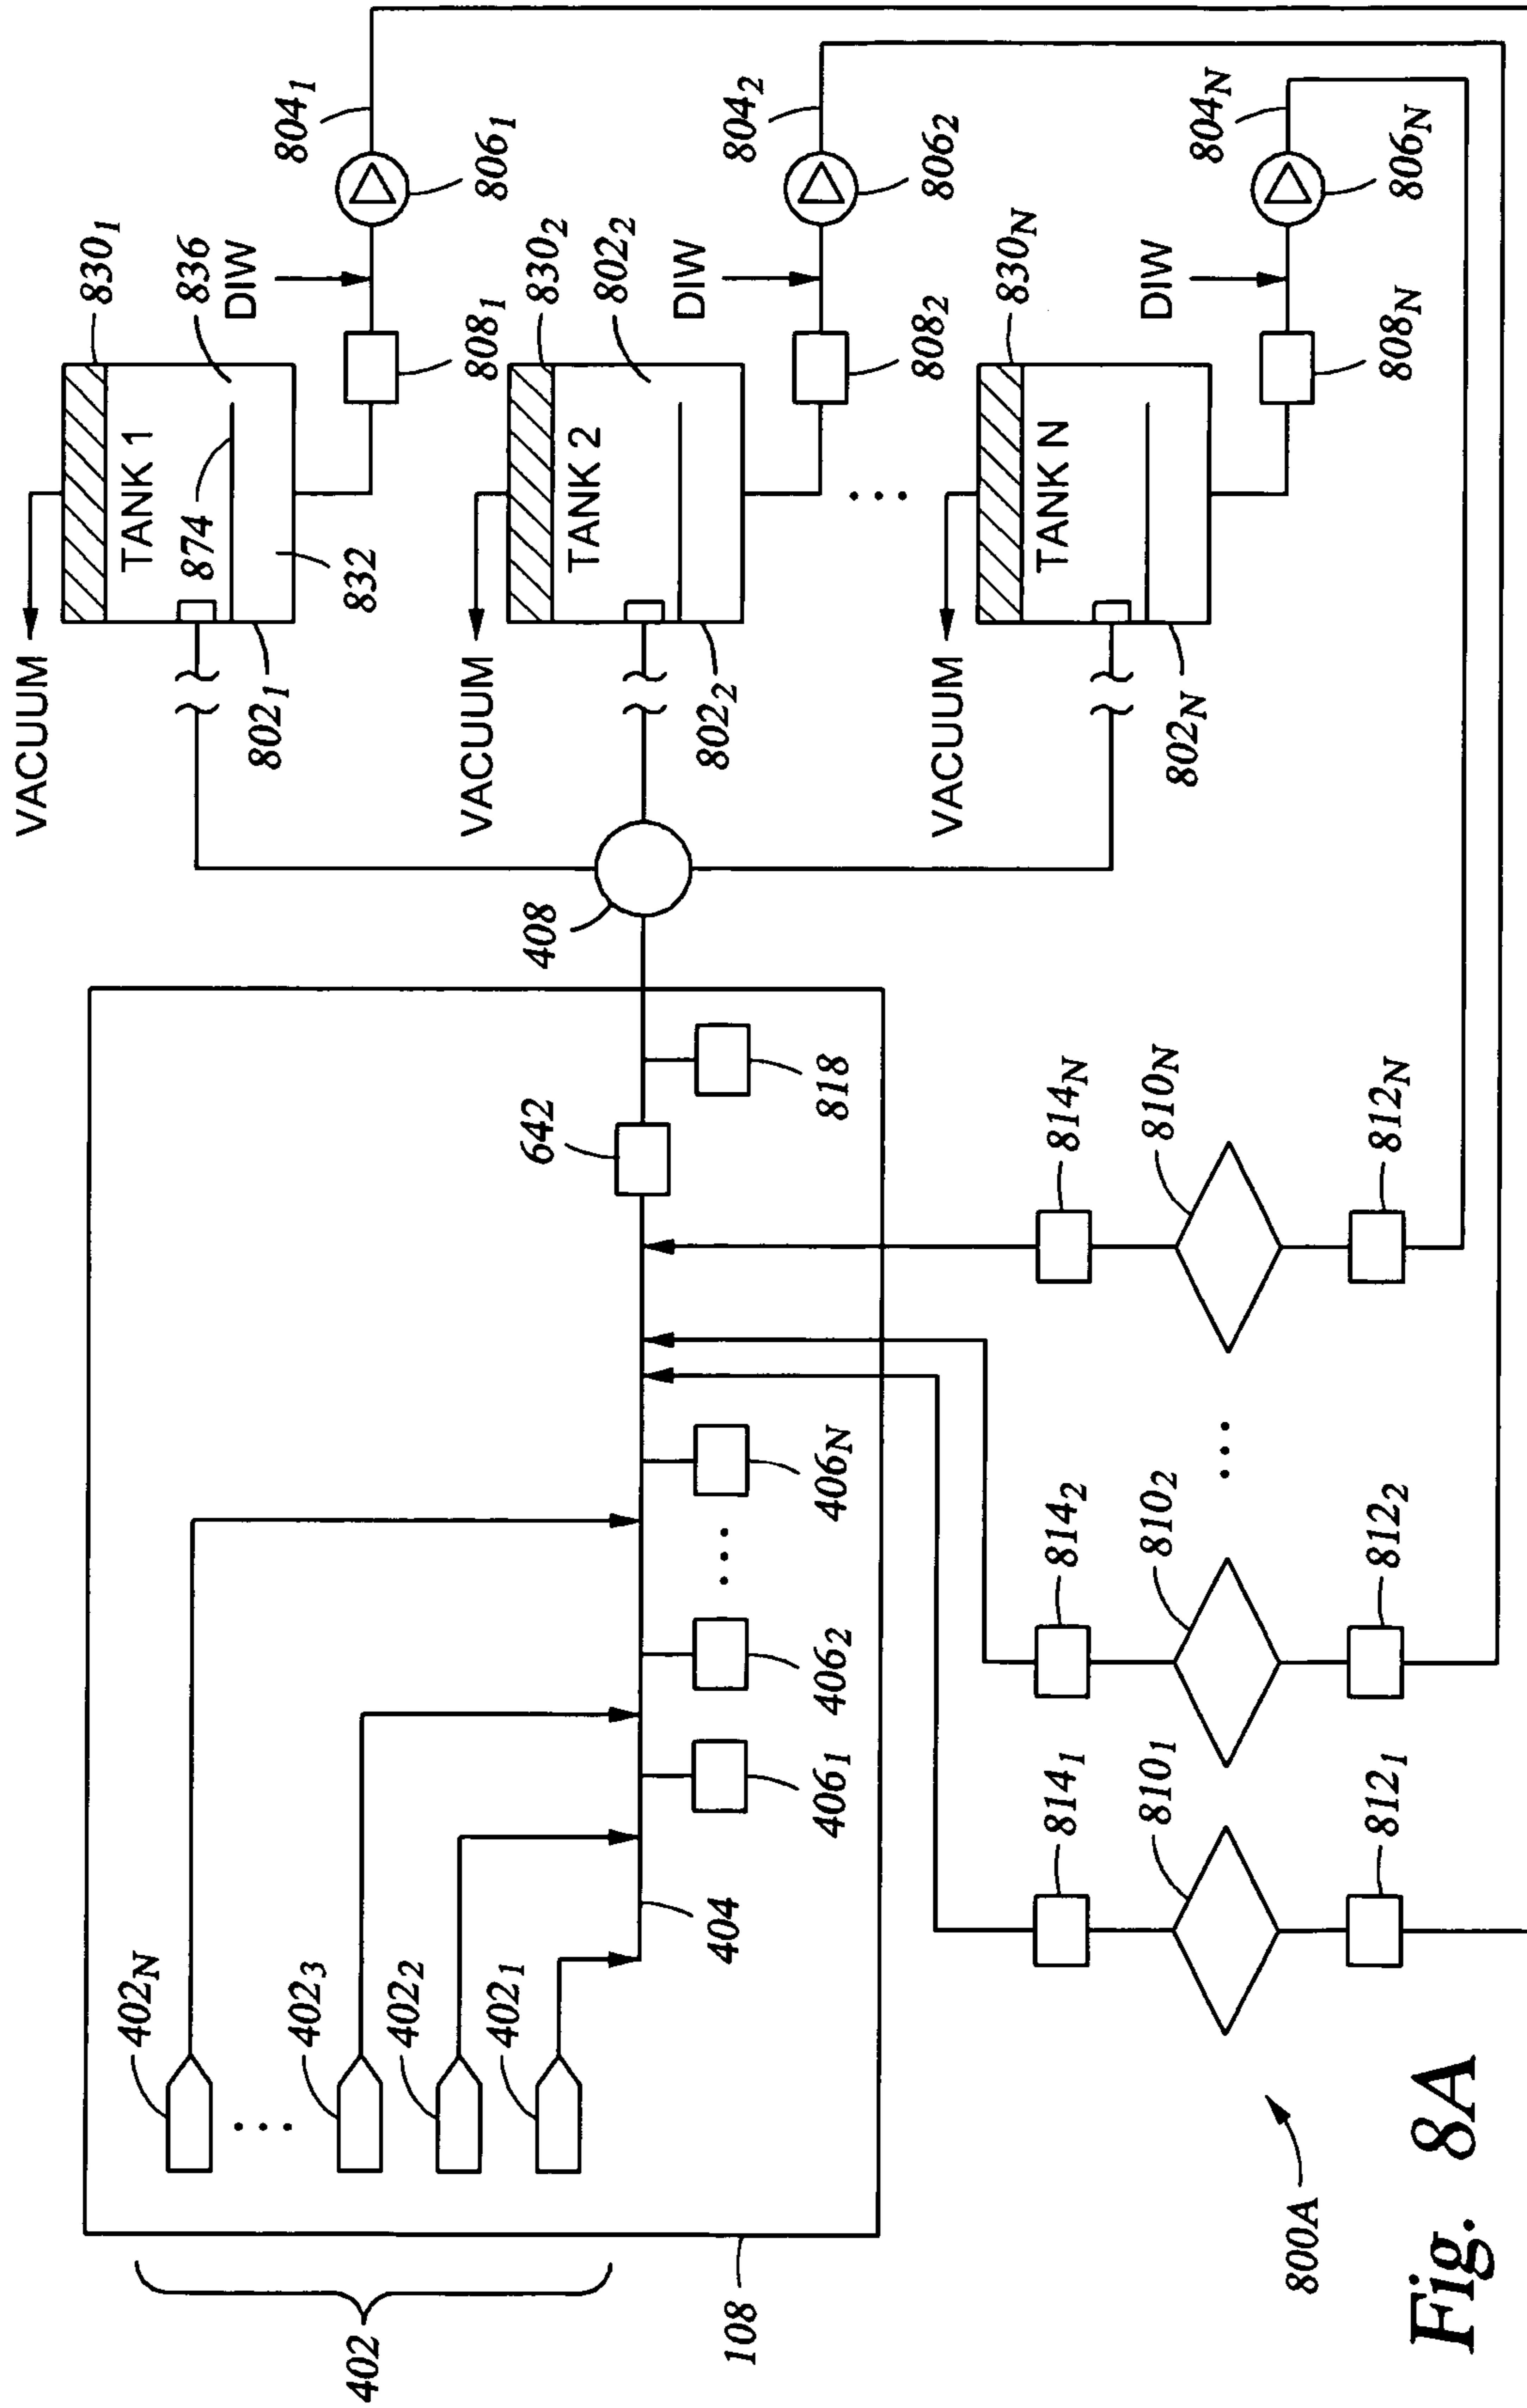 VACUUM
TANK 1
874
832
836
830₁
802₁
DIW
808₁
804₁
806₁
VACUUM
TANK 2
830₂
802₂
802₂
DIW
808₂
804₂
806₂
VACUUM
TANK N
830N
802N
DIW
808N
804N
806N
408
402N
402₃
402₂
402₁
402
404
406₁
406₂
406N
642
818
108
814₁
814₂
814N
810₁
810₂
810N
812₁
812₂
812N
800A
Fig. 8A